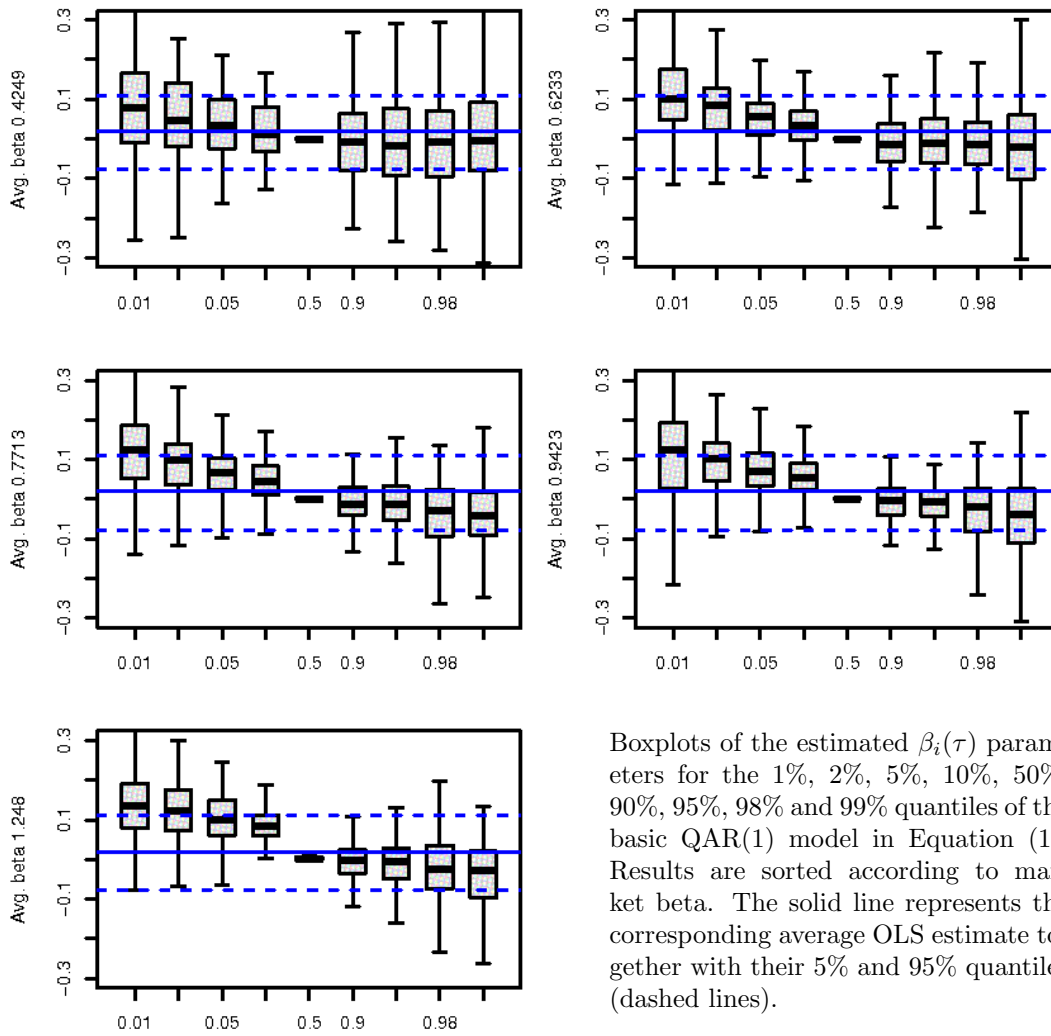 0.3
0.1
−0.1
−0.3
Avg. beta 0.4249
0.01 0.05 0.5 0.9 0.98
0.3
0.1
−0.1
−0.3
Avg. beta 0.6233
0.01 0.05 0.5 0.9 0.98
0.3
0.1
−0.1
−0.3
Avg. beta 0.7713
0.01 0.05 0.5 0.9 0.98
0.3
0.1
−0.1
−0.3
Avg. beta 0.9423
0.01 0.05 0.5 0.9 0.98
0.3
0.1
−0.1
−0.3
Avg. beta 1.248
0.01 0.05 0.5 0.9 0.98
Boxplots of the estimated βi(τ) param
eters for the 1%, 2%, 5%, 10%, 50%
90%, 95%, 98% and 99% quantiles of th
basic QAR(1) model in Equation (1
Results are sorted according to ma
ket beta. The solid line represents th
corresponding average OLS estimate to
gether with their 5% and 95% quantile
(dashed lines).